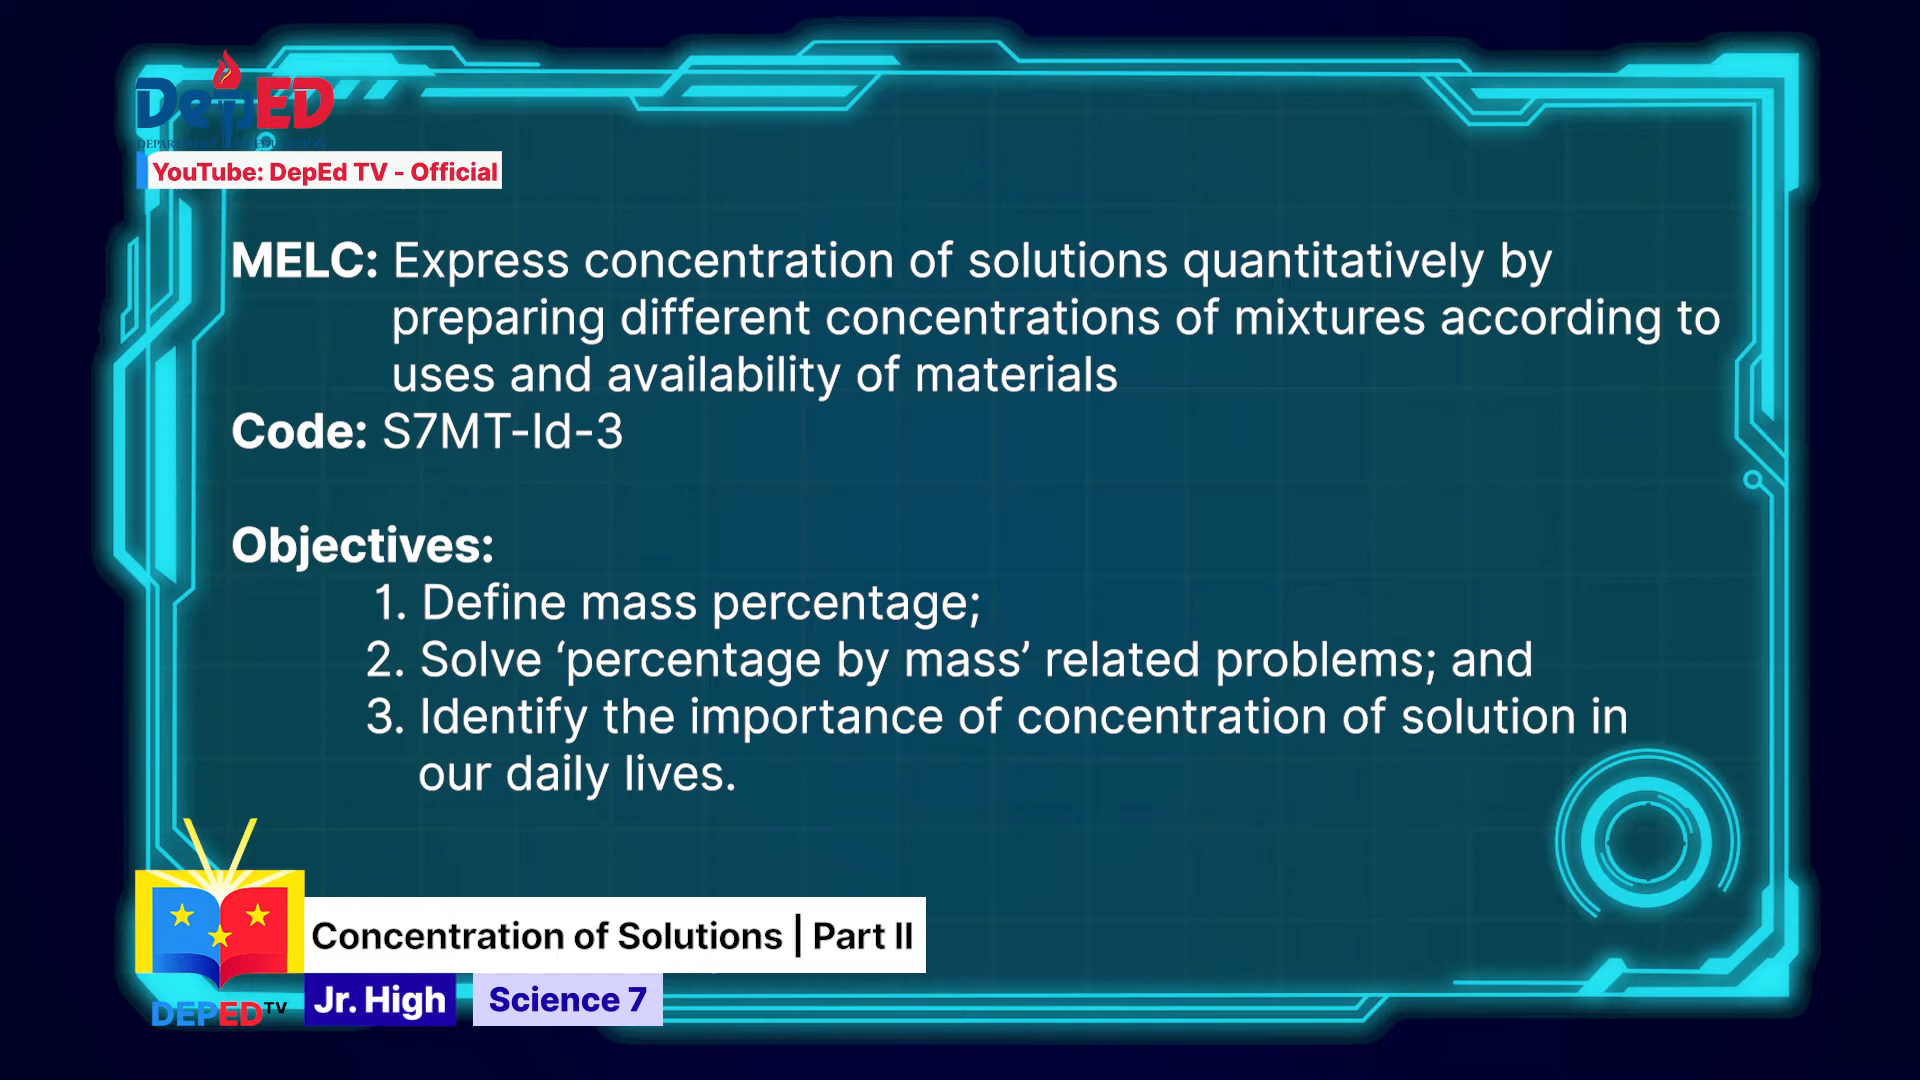 DepED
DEPARTMENT OF EDUCATION
YouTube: DepEd TV - Official
MELC: Express concentration of solutions quantitatively by
preparing different concentrations of mixtures according to
uses and availability of materials
Code: S7MT-Id-3
Objectives:
1. Define mass percentage;
2. Solve ‘percentage by mass’ related problems; and
3. Identify the importance of concentration of solution in
our daily lives.
Concentration of Solutions | Part II
DEPED TV
Jr. High
Science 7